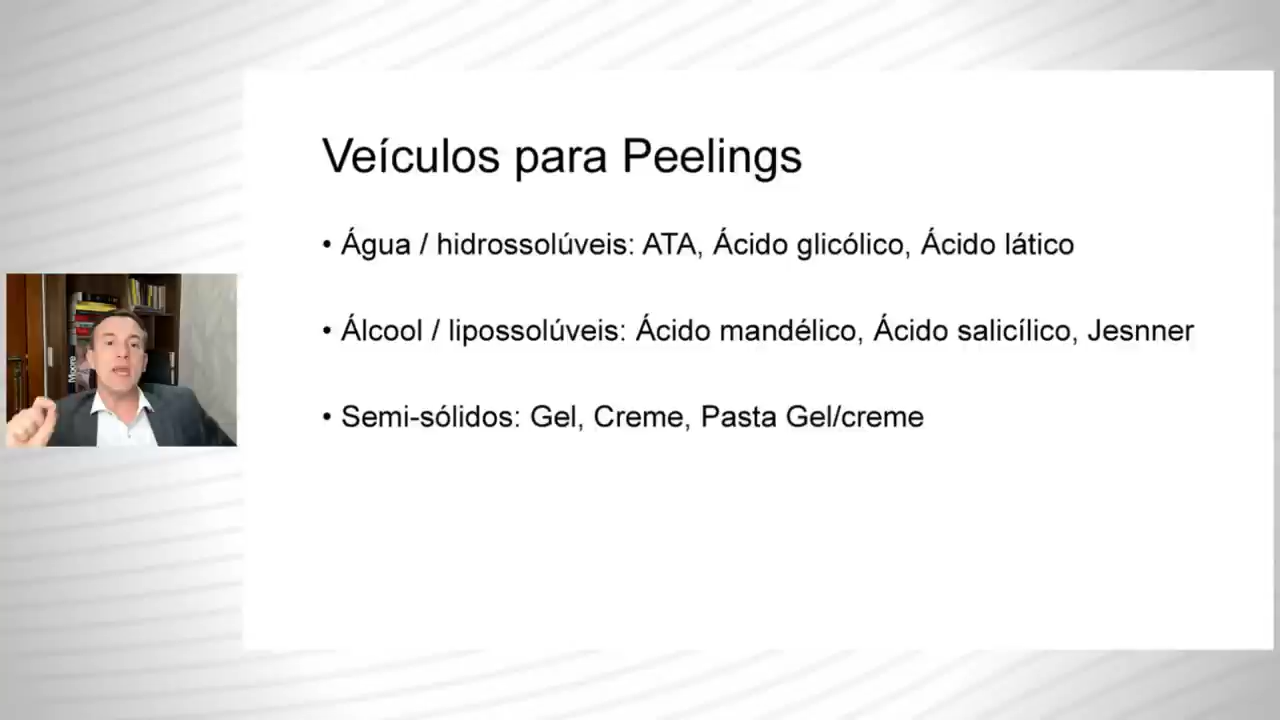 Veículos para Peelings
• Água / hidrossolúveis: ATA, Ácido glicólico, Ácido lático
• Álcool / lipossolúveis: Ácido mandélico, Ácido salicílico, Jesnner
• Semi-sólidos: Gel, Creme, Pasta Gel/creme
Moore